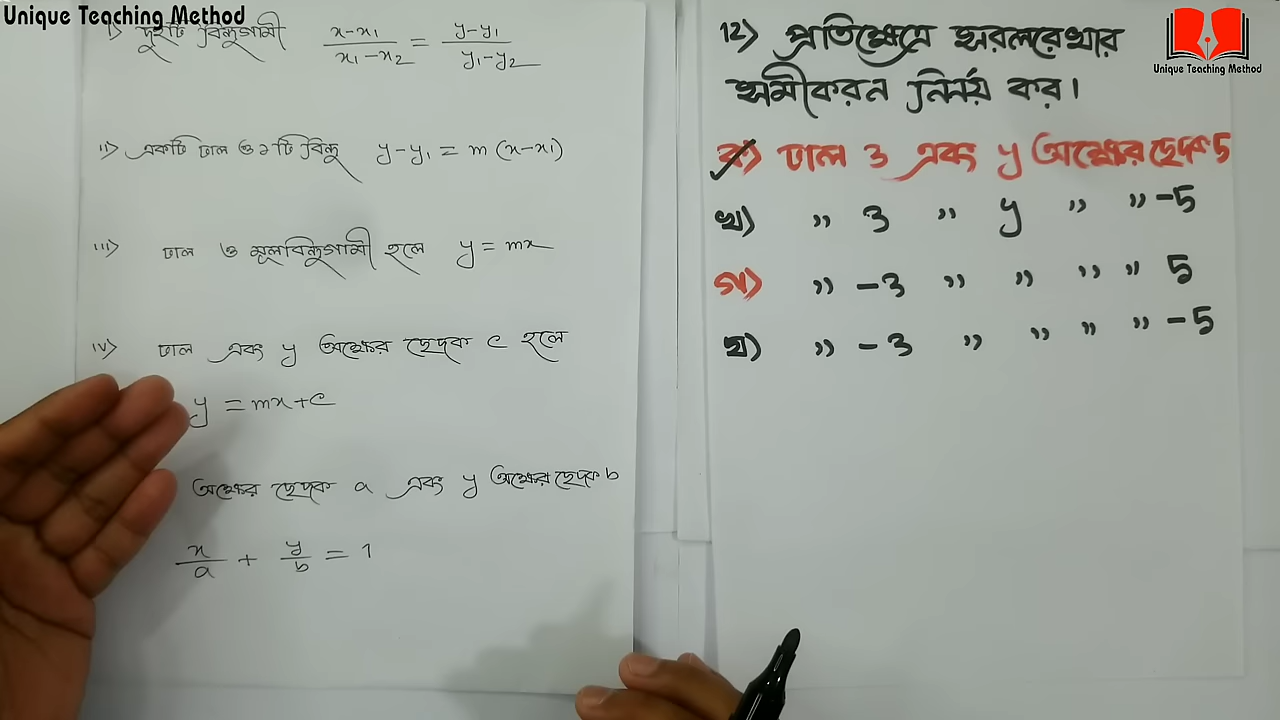 Unique Teaching Method
i) দুইটি বিন্দুগামী x-x₁/x₁-x₂ = y-y₁/y₁-y₂
ii) একটি ঢাল ও ১টি বিন্দু y-y₁ = m (x-x₁)
iii) ঢাল ও মূলবিন্দুগামী হলে y = mx
iv) ঢাল এবং y অক্ষের ছেদক c হলে
y = mx+c
অক্ষের ছেদক a এবং y অক্ষের ছেদক b
x/a + y/b = 1
12) প্রতিক্ষেত্রে সরলরেখার
সমীকরন নির্নয় কর।
ক) ঢাল 3 এবং y অক্ষের ছেদক 5
খ) ,, 3 ,, y ,, ,, -5
গ) ,, -3 ,, ,, ,, ,, 5
ঘ) ,, -3 ,, ,, ,, ,, -5
Unique Teaching Method